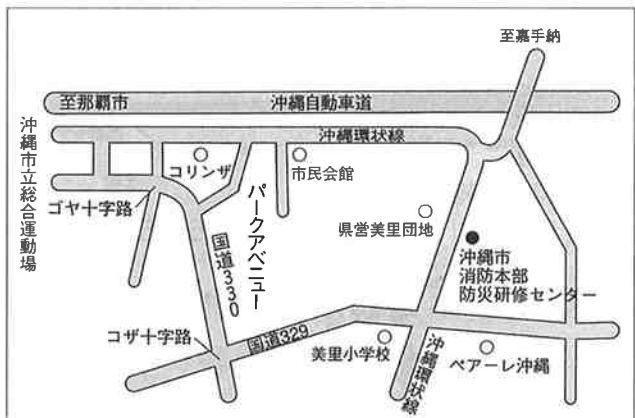 至嘉手納
至那覇市
沖縄自動車道
沖縄環状線
沖縄市立総合運動場
コリンザ
市民会館
パークアベニュー
ゴヤ十字路
県営美里団地
国道330
沖縄市
消防本部
防災研修センター
コザ十字路
国道329
美里小学校
沖縄環状線
ペアーレ沖縄